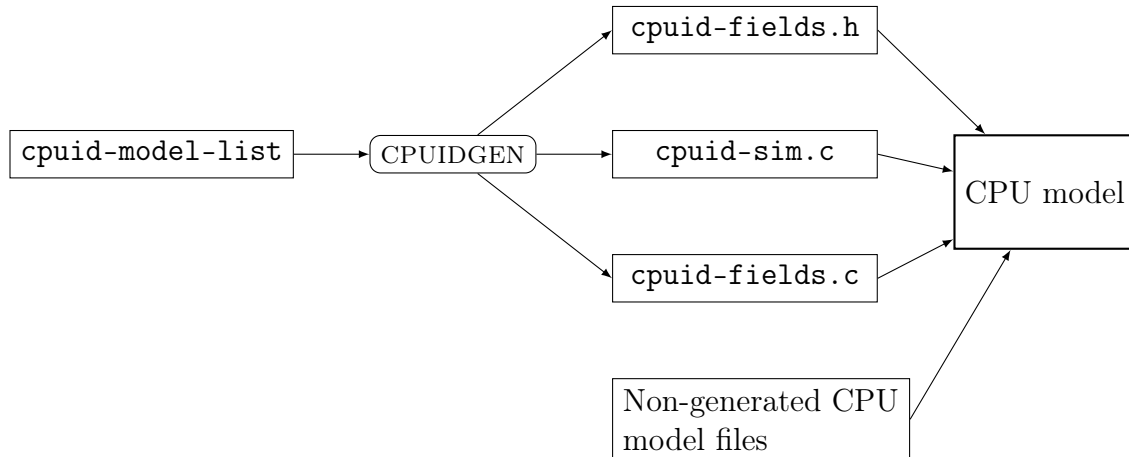 cpuid-fields.h
cpuid-model-list
CPUIDGEN
cpuid-sim.c
CPU model
cpuid-fields.c
Non-generated CPU
model files